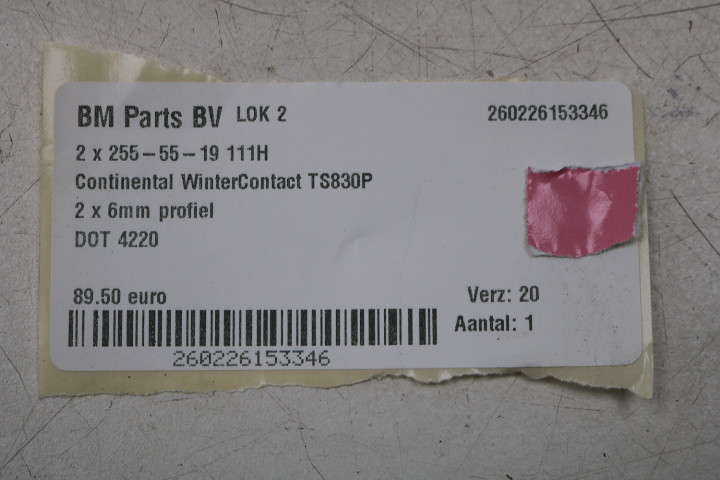 BM Parts BV LOK 2 260226153346
2 x 255-55-19 111H
Continental WinterContact TS830P
2 x 6mm profiel
DOT 4220
89.50 euro Verz: 20
Aantal: 1
260226153346